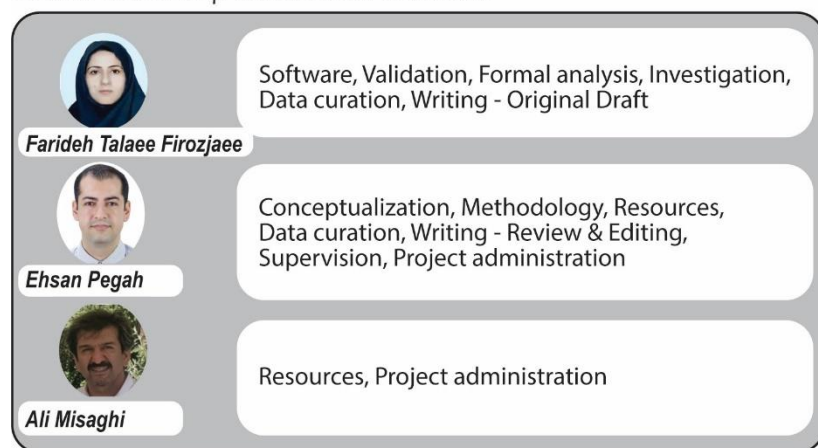 Software, Validation, Formal analysis, Investigation,
Data curation, Writing - Original Draft
Farideh Talaee Firozjaee
Conceptualization, Methodology, Resources,
Data curation, Writing - Review & Editing,
Supervision, Project administration
Ehsan Pegah
Resources, Project administration
Ali Misaghi